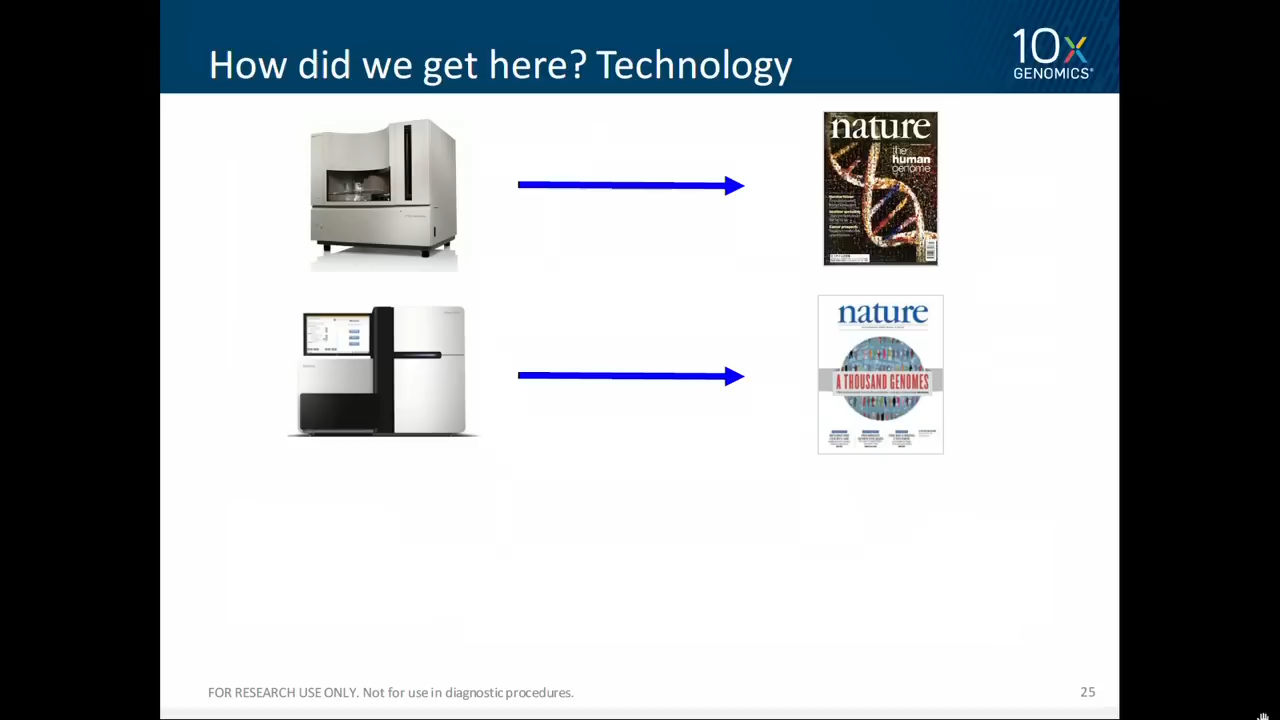 How did we get here? Technology
10x
GENOMICS®
nature
the
human
genome
nature
A THOUSAND GENOMES
FOR RESEARCH USE ONLY. Not for use in diagnostic procedures.
25